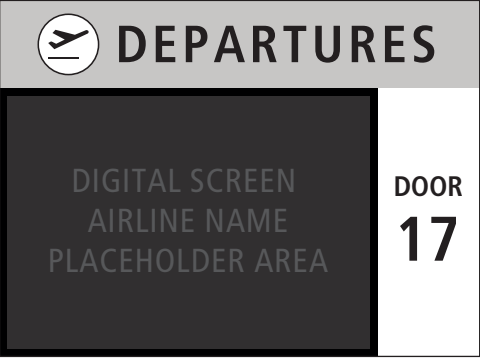 DEPARTURES
DIGITAL SCREEN
AIRLINE NAME
PLACEHOLDER AREA
DOOR
17